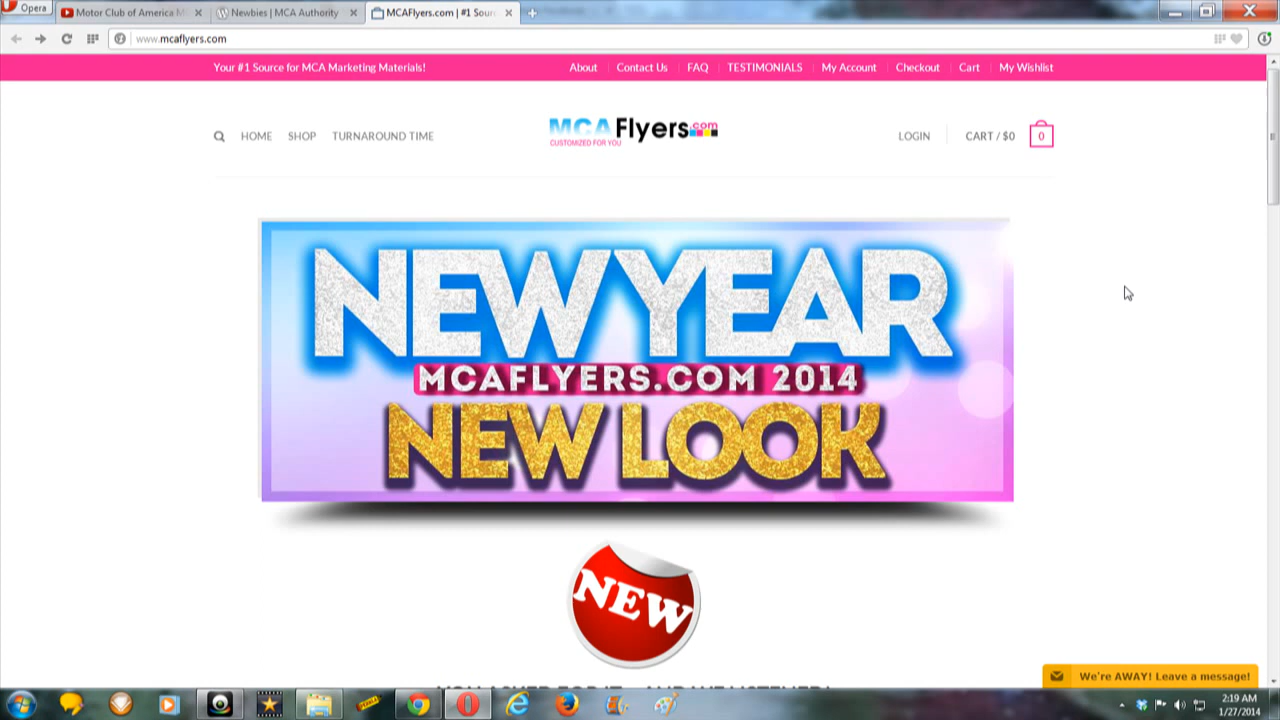 Opera
Motor Club of America M
Newbies | MCA Authority
MCAFlyers.com | #1 Sour
www.mcaflyers.com
Your #1 Source for MCA Marketing Materials!
About
Contact Us
FAQ
TESTIMONIALS
My Account
Checkout
Cart
My Wishlist
HOME
SHOP
TURNAROUND TIME
MCAFlyers.com
CUSTOMIZED FOR YOU
LOGIN
CART / $0
0
NEW YEAR
MCAFLYERS.COM 2014
NEW LOOK
NEW
We're AWAY! Leave a message!
2:19 AM
1/27/2014